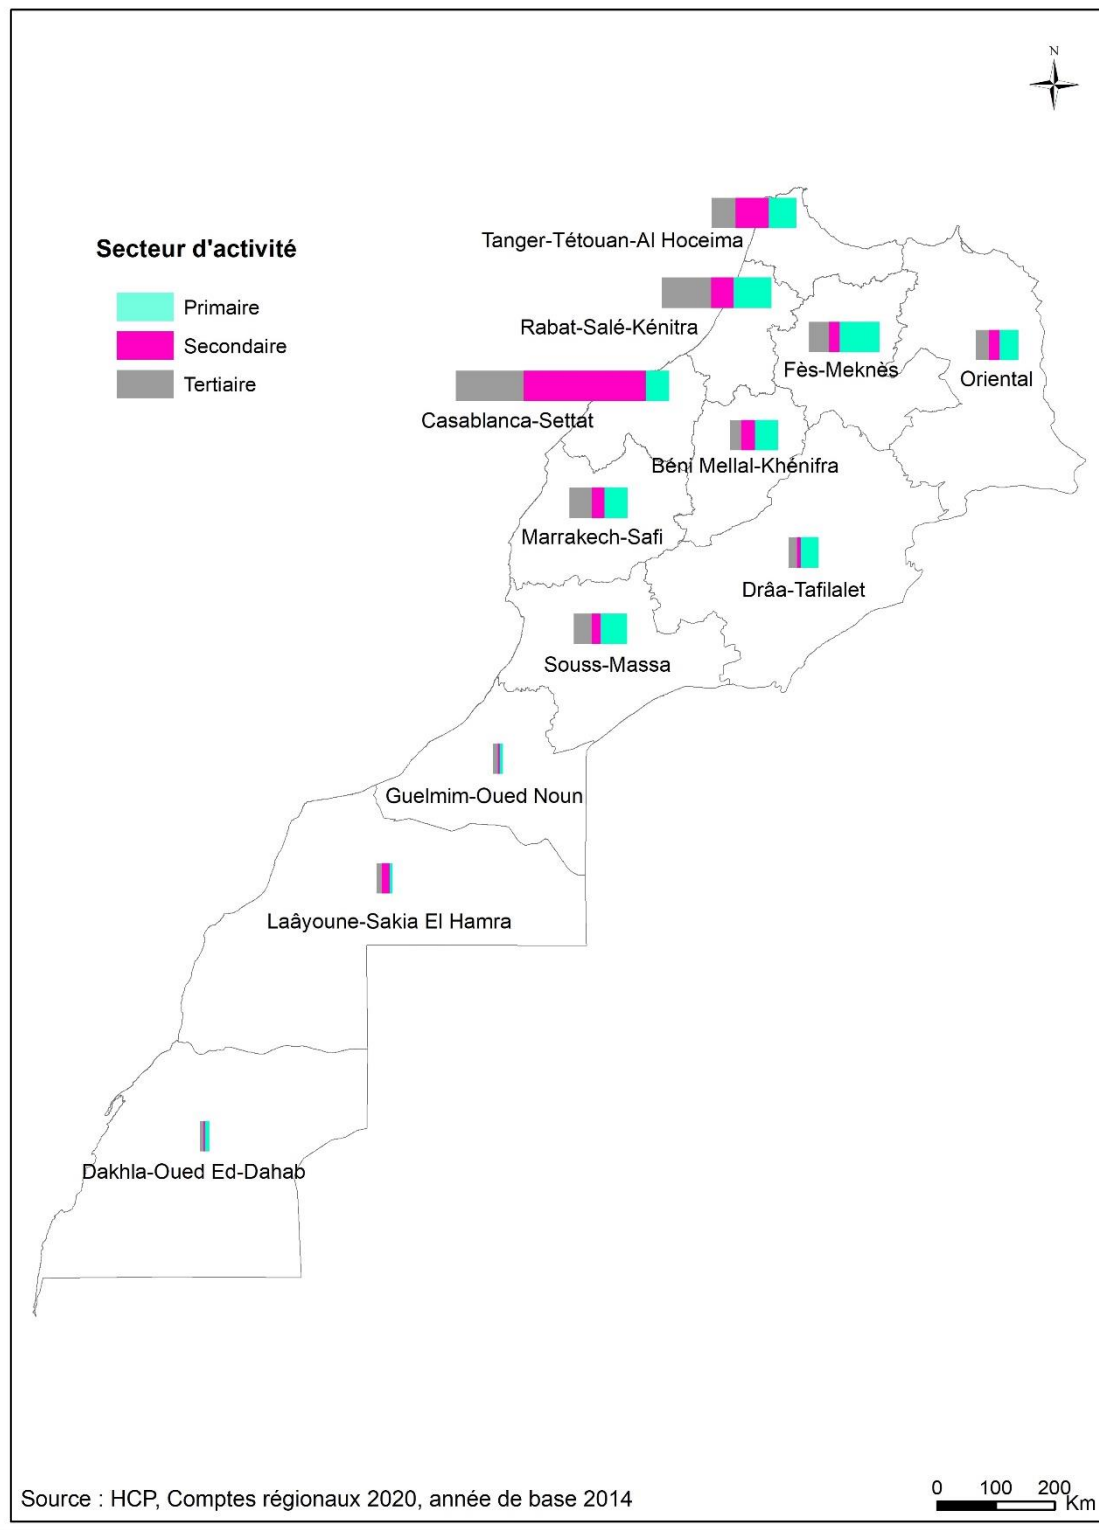 N
Secteur d'activité
Primaire
Secondaire
Tertiaire
Tanger-Tétouan-Al Hoceima
Rabat-Salé-Kénitra
Fès-Meknès
Oriental
Casablanca-Settat
Béni Mellal-Khénifra
Marrakech-Safi
Drâa-Tafilalet
Souss-Massa
Guelmim-Oued Noun
Laâyoune-Sakia El Hamra
Dakhla-Oued Ed-Dahab
Source : HCP, Comptes régionaux 2020, année de base 2014
0 100 200
Km